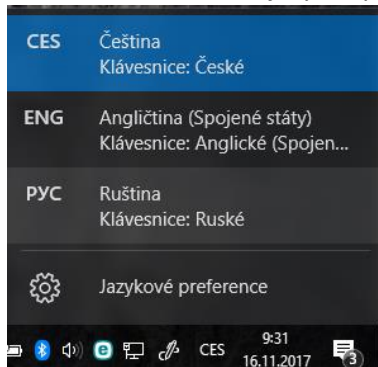 CES Čeština
Klávesnice: České
ENG Angličtina (Spojené státy)
Klávesnice: Anglické (Spojen...
РУС Ruština
Klávesnice: Ruské
Jazykové preference
CES 9:31
16.11.2017 3